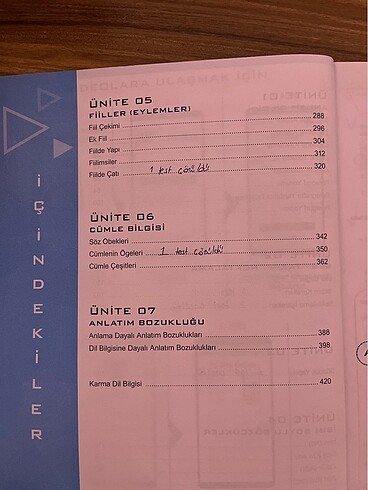 ÜNİTE 05
FİİLLER (EYLEMLER)
Fiil Çekimi 288
Ek Fiil 296
Fiilde Yapı 304
Fiilimsiler 312
Fiilde Çatı 1 test çözüldü 320
ÜNİTE 06
CÜMLE BİLGİSİ
Söz Öbekleri 342
Cümlenin Ögeleri 1 test çözüldü 350
Cümle Çeşitleri 362
ÜNİTE 07
ANLATIM BOZUKLUĞU
Anlama Dayalı Anlatım Bozuklukları 388
Dil Bilgisine Dayalı Anlatım Bozuklukları 398
Karma Dil Bilgisi 420
İÇİNDEKİLER